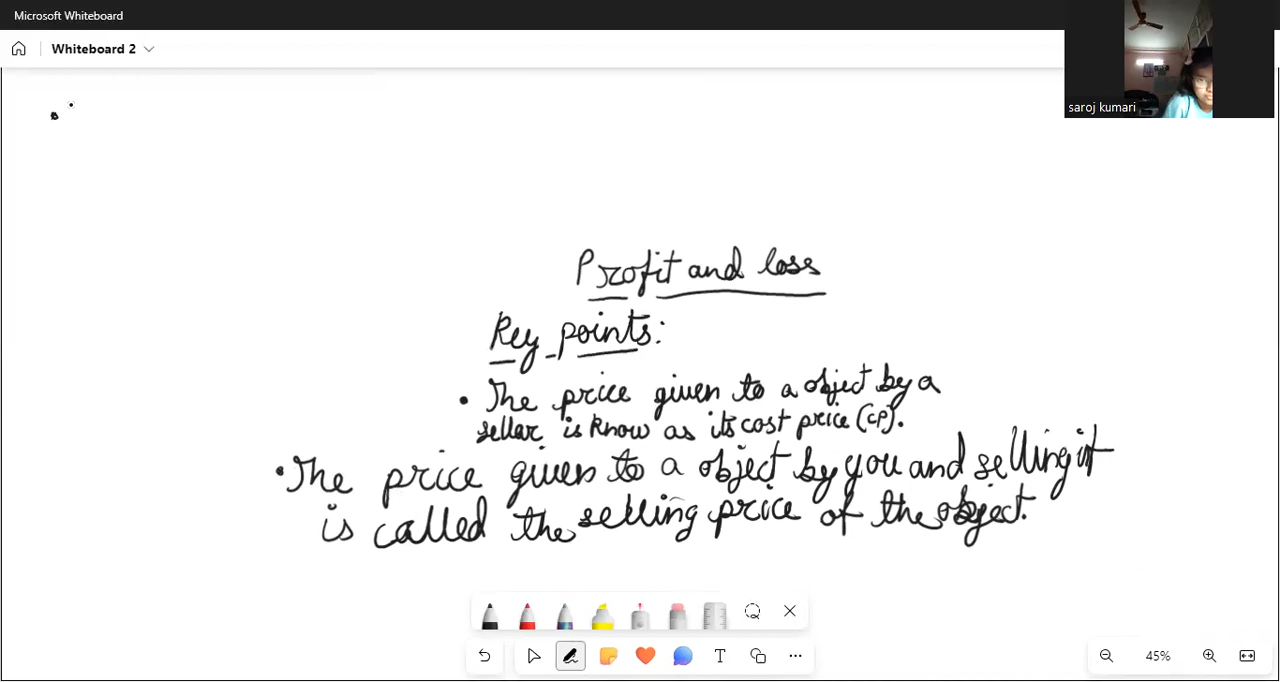 Microsoft Whiteboard
Whiteboard 2
saroj kumari
Profit and loss
Key points:
• The price given to a object by a
sellar is know as its cost price (CP).
• The price given to a object by you and selling it
is called the selling price of the object.
45%